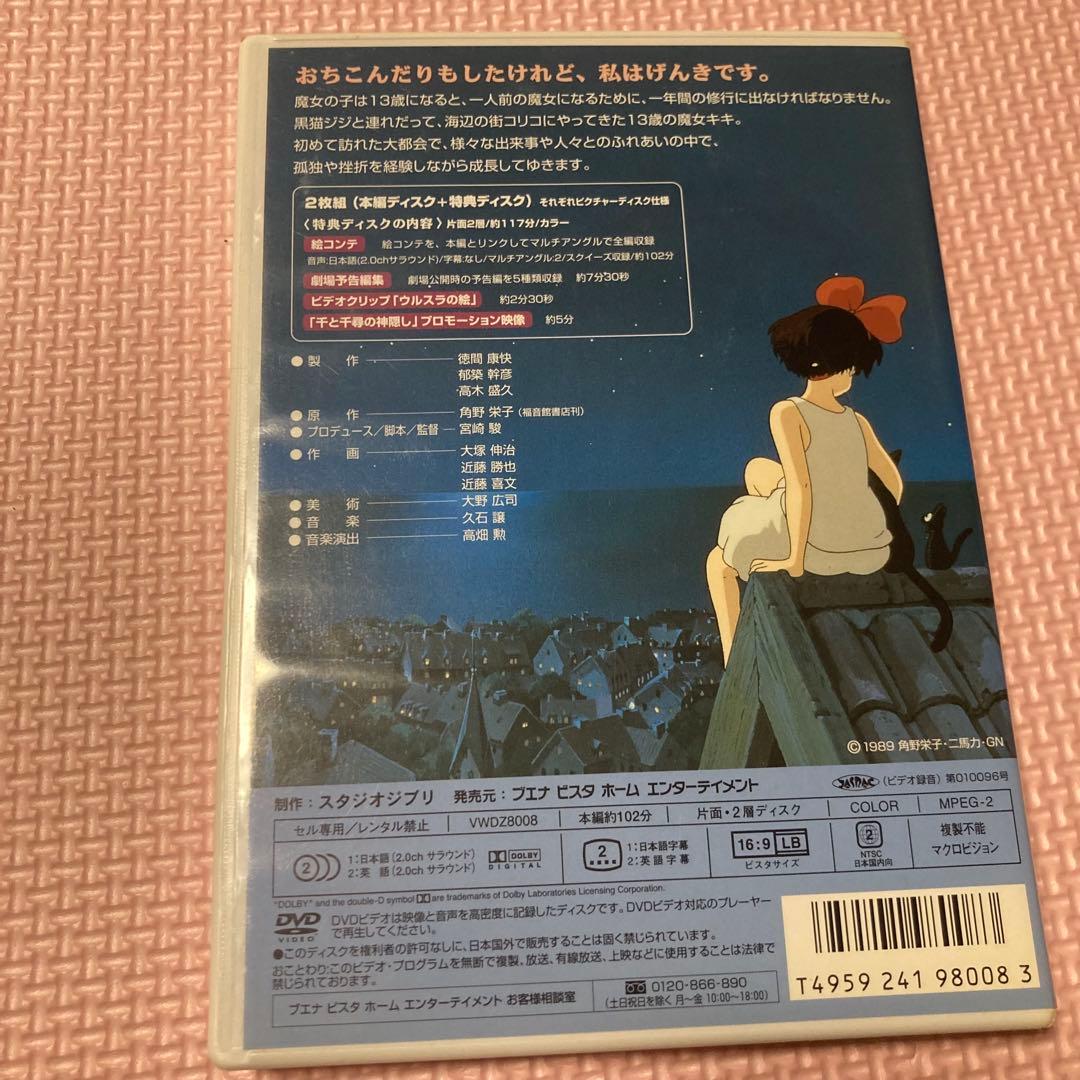 おちこんだりもしたけれど、私はげんきです。
魔女の子は13歳になると、一人前の魔女になるために、一年間の修行に出なければなりません。
黒猫ジジと連れだって、海辺の街コリコにやってきた13歳の魔女キキ。
初めて訪れた大都会で、様々な出来事や人々とのふれあいの中で、
孤独や挫折を経験しながら成長してゆきます。
2枚組(本編ディスク+特典ディスク) それぞれピクチャーディスク仕様
〈特典ディスクの内容〉片面2層/約117分/カラー
絵コンテ 絵コンテを、本編とリンクしてマルチアングルで全編収録
音声:日本語(2.0chサラウンド)/字幕:なし/マルチアングル:2/スクイーズ収録/約102分
劇場予告編集 劇場公開時の予告編を5種類収録 約7分30秒
ビデオクリップ「ウルスラの絵」 約2分30秒
「千と千尋の神隠し」プロモーション映像 約5分
●製 作 徳間 康快
都築 幹彦
高木 盛久
●原 作 角野 栄子(福音館書店刊)
●プロデュース/脚本/監督 宮崎 駿
●作 画 大塚 伸治
近藤 勝也
近藤 喜文
●美 術 大野 広司
●音 楽 久石 譲
●音楽演出 高畑 勲
©1989 角野栄子・二馬力・GN
制作:スタジオジブリ 発売元:ブエナ ビスタ ホーム エンターテイメント
JASRAC (ビデオ録音) 第010096号
セル専用/レンタル禁止 VWDZ8008 本編約102分 片面・2層ディスク COLOR MPEG-2
2 1:日本語(2.0ch サラウンド)
2:英 語(2.0ch サラウンド)
DOLBY DIGITAL
2 1:日本語字幕
2:英語字幕
16:9 LB
ビスタサイズ
2
NTSC
日本国内向
複製不能
マクロビジョン
"DOLBY" and the double-D symbol are trademarks of Dolby Laboratories Licensing Corporation.
DVD VIDEO
DVDビデオは映像と音声を高密度に記録したディスクです。DVDビデオ対応のプレーヤー
で再生してください。
●このディスクを権利者の許可なしに、日本国外で販売することは固く禁じられています。
おことわり:このビデオ・プログラムを無断で複製、放送、有線放送、上映などに使用することは法律で
禁じられております。
ブエナ ビスタ ホーム エンターテイメント お客様相談室
0120-866-890
(土日祝日を除く 月〜金 10:00〜18:00)
T4959 241 98008 3